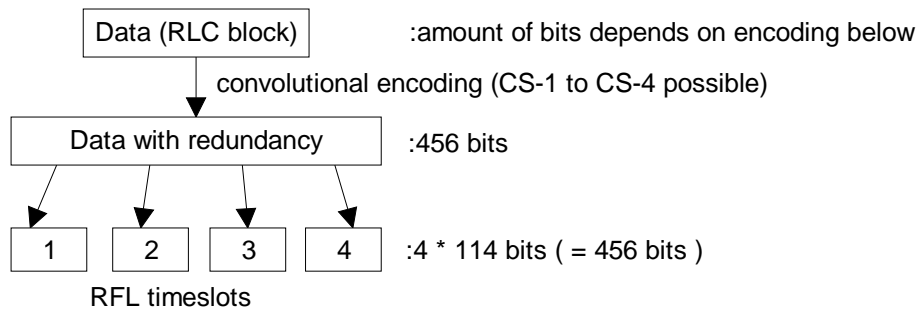 Data (RLC block) :amount of bits depends on encoding below
convolutional encoding (CS-1 to CS-4 possible)
Data with redundancy :456 bits
1 2 3 4 :4 * 114 bits ( = 456 bits )
RFL timeslots